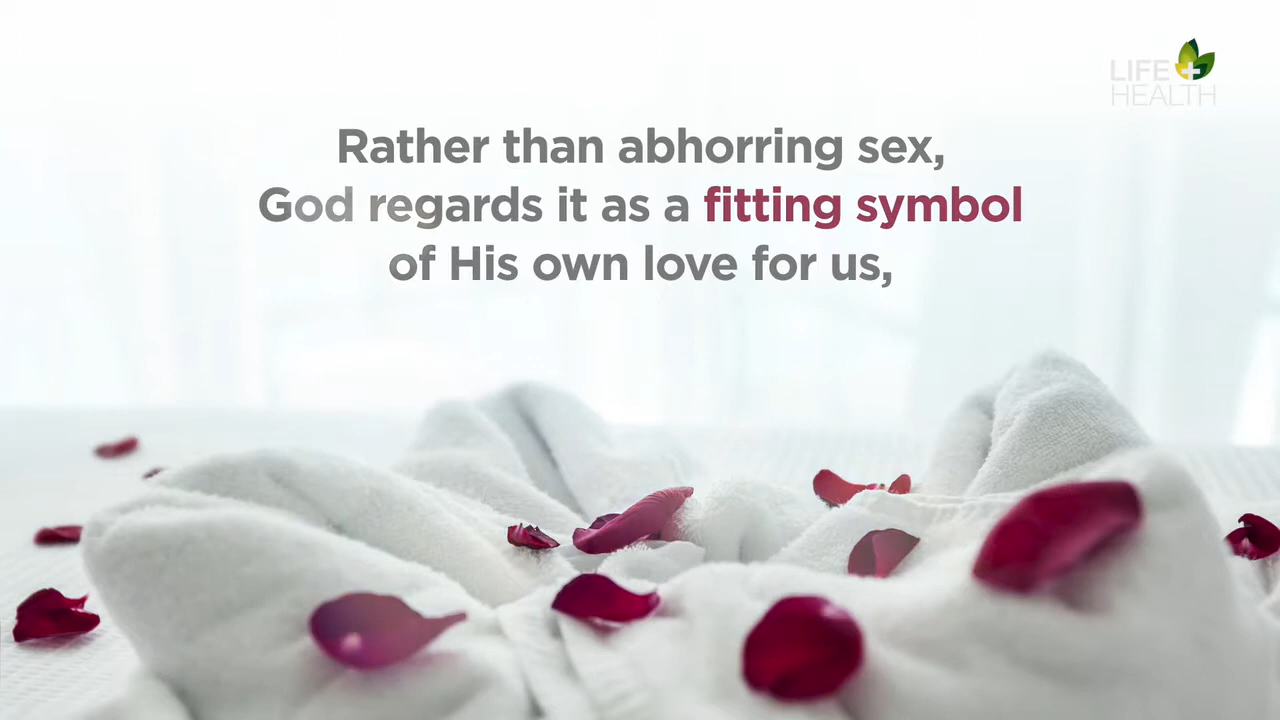 LIFE
HEALTH
Rather than abhorring sex,
God regards it as a fitting symbol
of His own love for us,